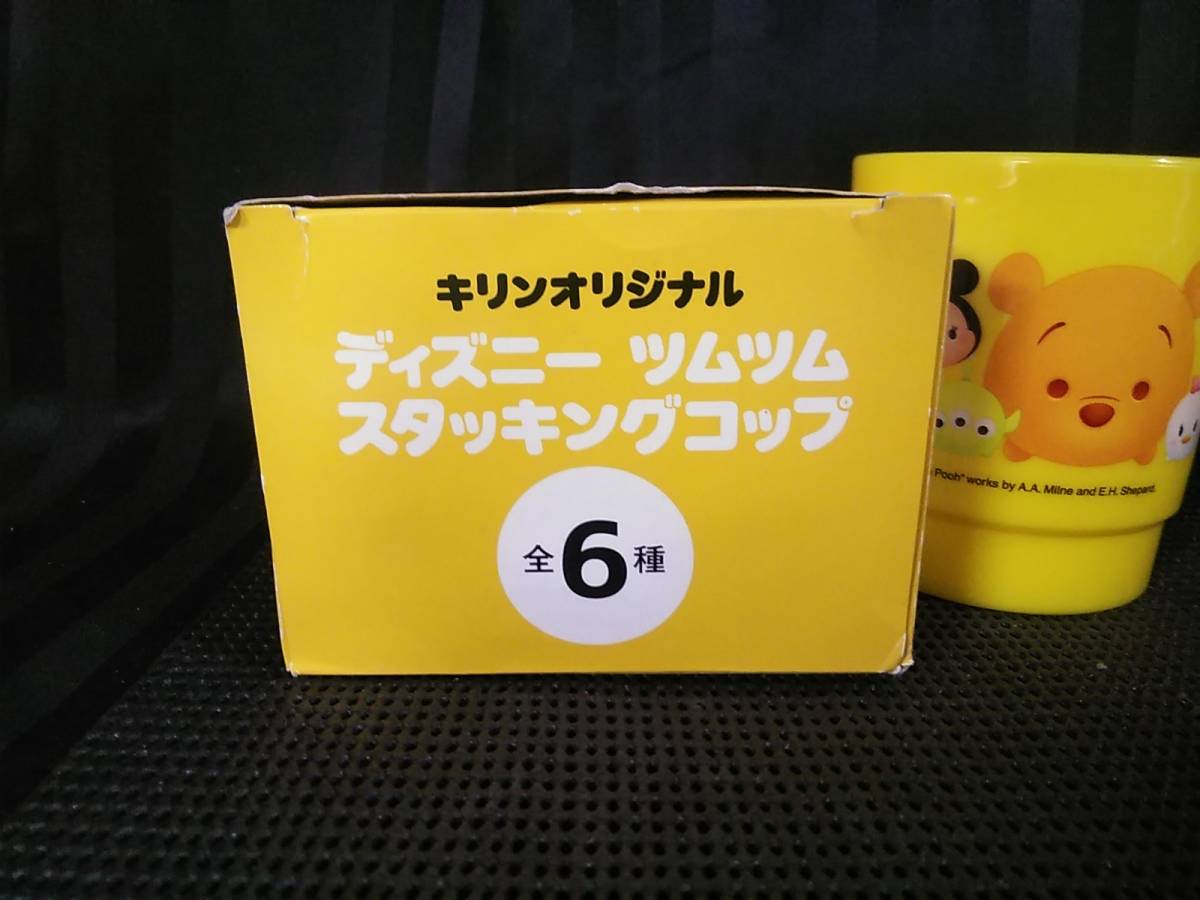 キリンオリジナル
ディズニー ツムツム
スタッキングコップ
全6種
Pooh" works by A.A. Milne and E.H. Shepard.